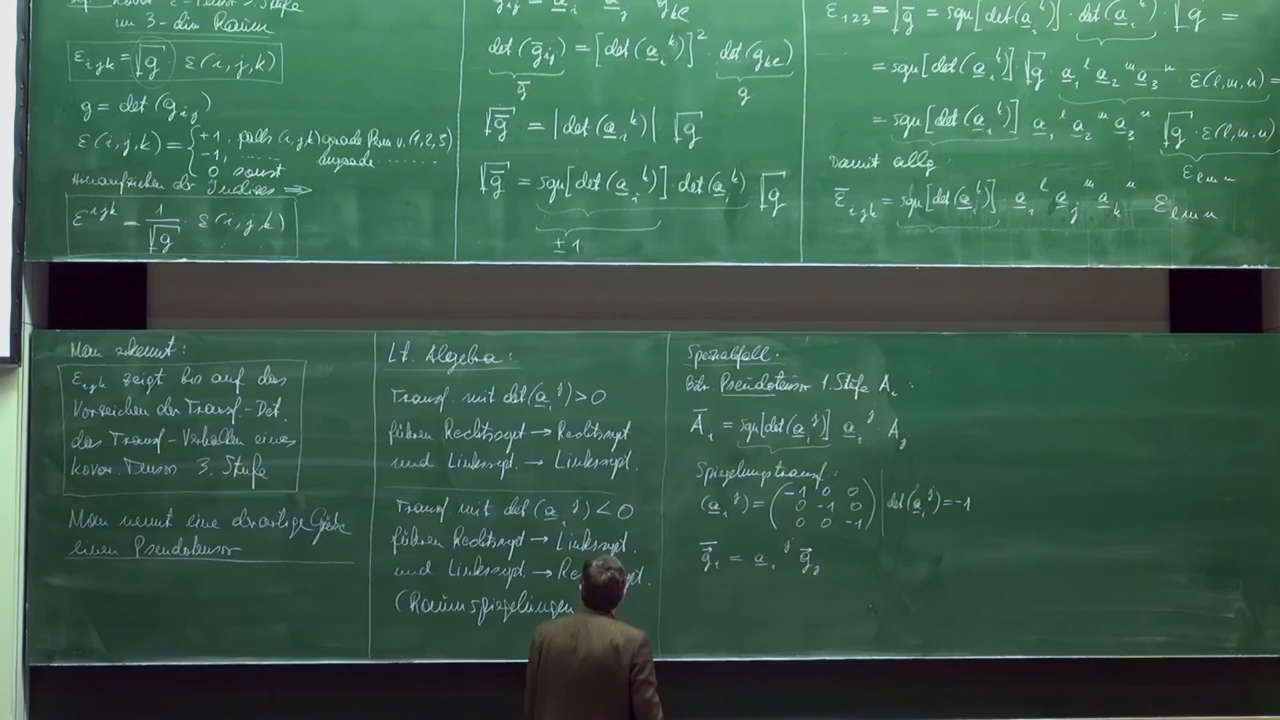 im 3-dim Raum
ε_ijk = √g · ε(i,j,k)
g = det(g_ij)
ε(i,j,k) = { +1, falls (i,j,k) gerade Perm v. (1,2,3)
-1, ...... ungerade .......
0 sonst
Heraufziehen der Indizes ⇒
ε^ijk = 1/√g · ε(i,j,k)
det(g̅_ij) = [det(a_i^k)]² · det(g_kl)
g̅ g
√g̅ = |det(a_i^k)| √g
√g̅ = sgn[det(a_i^k)] · det(a_i^k) √g
± 1
ε̅_123 = √g̅ = sgn[det(a_i^k)] · det(a_i^k) · √g =
= sgn[det(a_i^k)] √g a_1^l a_2^m a_3^n ε(l,m,n) =
= sgn[det(a_i^k)] a_1^l a_2^m a_3^n √g · ε(l,m,n)
ε_lmn
Damit allg.
ε̅_ijk = sgn[det(a_i^k)] a_i^l a_j^m a_k^n ε_lmn
Man erkennt:
ε_ijk zeigt bis auf das
Vorzeichen der Transf.-Det.
das Transf-Verhalten eines
kovar. Tensor 3. Stufe
Man nennt eine derartige Größe
einen Pseudotensor
Lt. Algebra:
Transf. mit det(a_i^j) > 0
führen Rechtssyst → Rechtssyst
und Linkssyst. → Linkssyst.
Transf mit det(a_i^j) < 0
führen Rechtssyst → Linkssyst.
und Linkssyst. →
(Raumspiegelungen
Spezialfall:
Pseudotensor 1. Stufe A_i :
A̅_i = sgn[det(a_i^j)] a_i^j A_j
Spiegelungstransf.:
(a_i^j) = ( -1 0 0
0 -1 0
0 0 -1 ) | det(a_i^j) = -1
g̅_i = a_i^j g_j